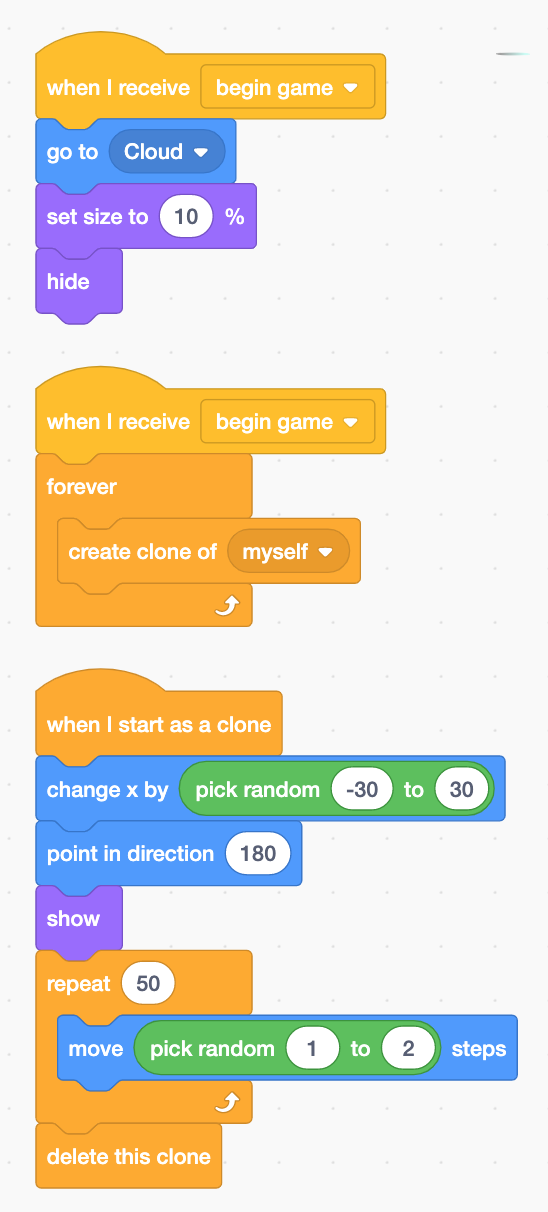 when I receive begin game
go to Cloud
set size to 10 %
hide
when I receive begin game
forever
create clone of myself
when I start as a clone
change x by pick random -30 to 30
point in direction 180
show
repeat 50
move pick random 1 to 2 steps
delete this clone